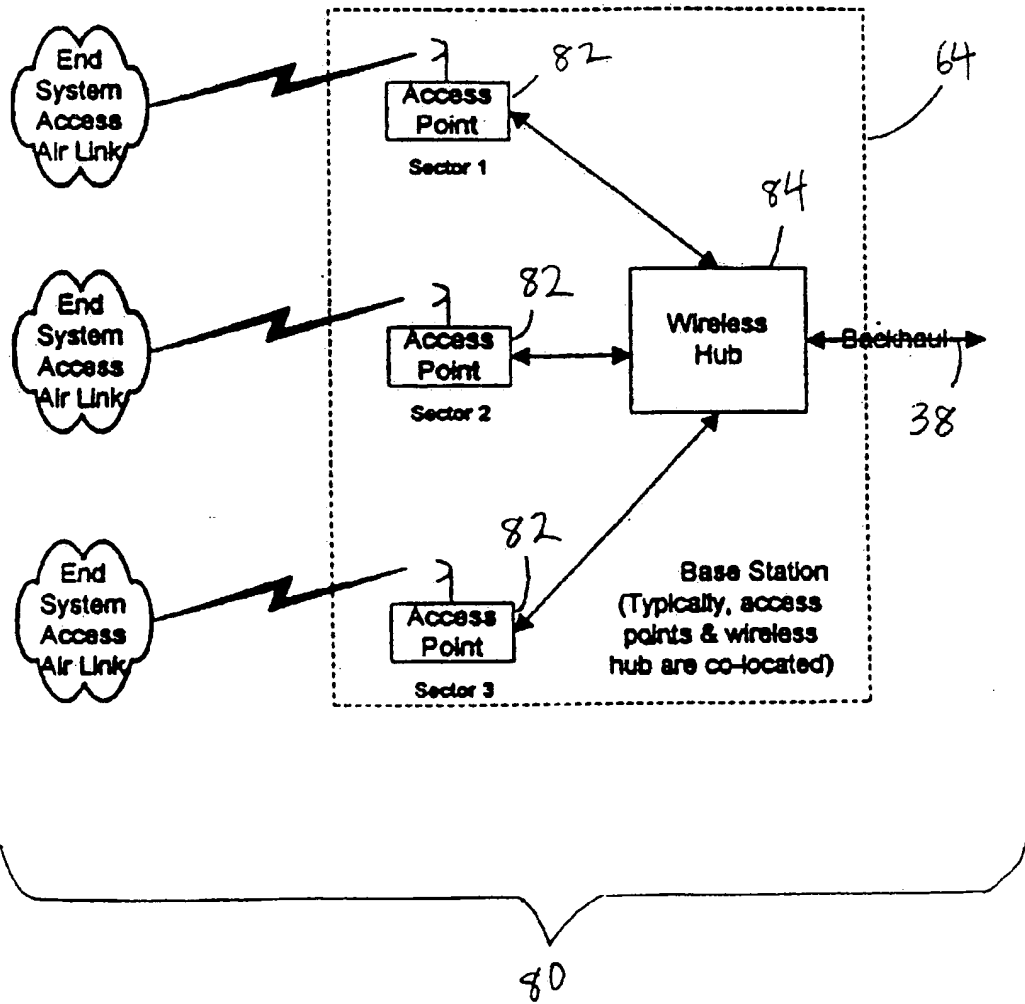 End
System
Access
Air Link
Access
Point
Sector 1
82
64
End
System
Access
Air Link
Access
Point
Sector 2
82
Wireless
Hub
84
Backhaul
38
End
System
Access
Air Link
Access
Point
Sector 3
82
Base Station
(Typically, access
points & wireless
hub are co-located)
80